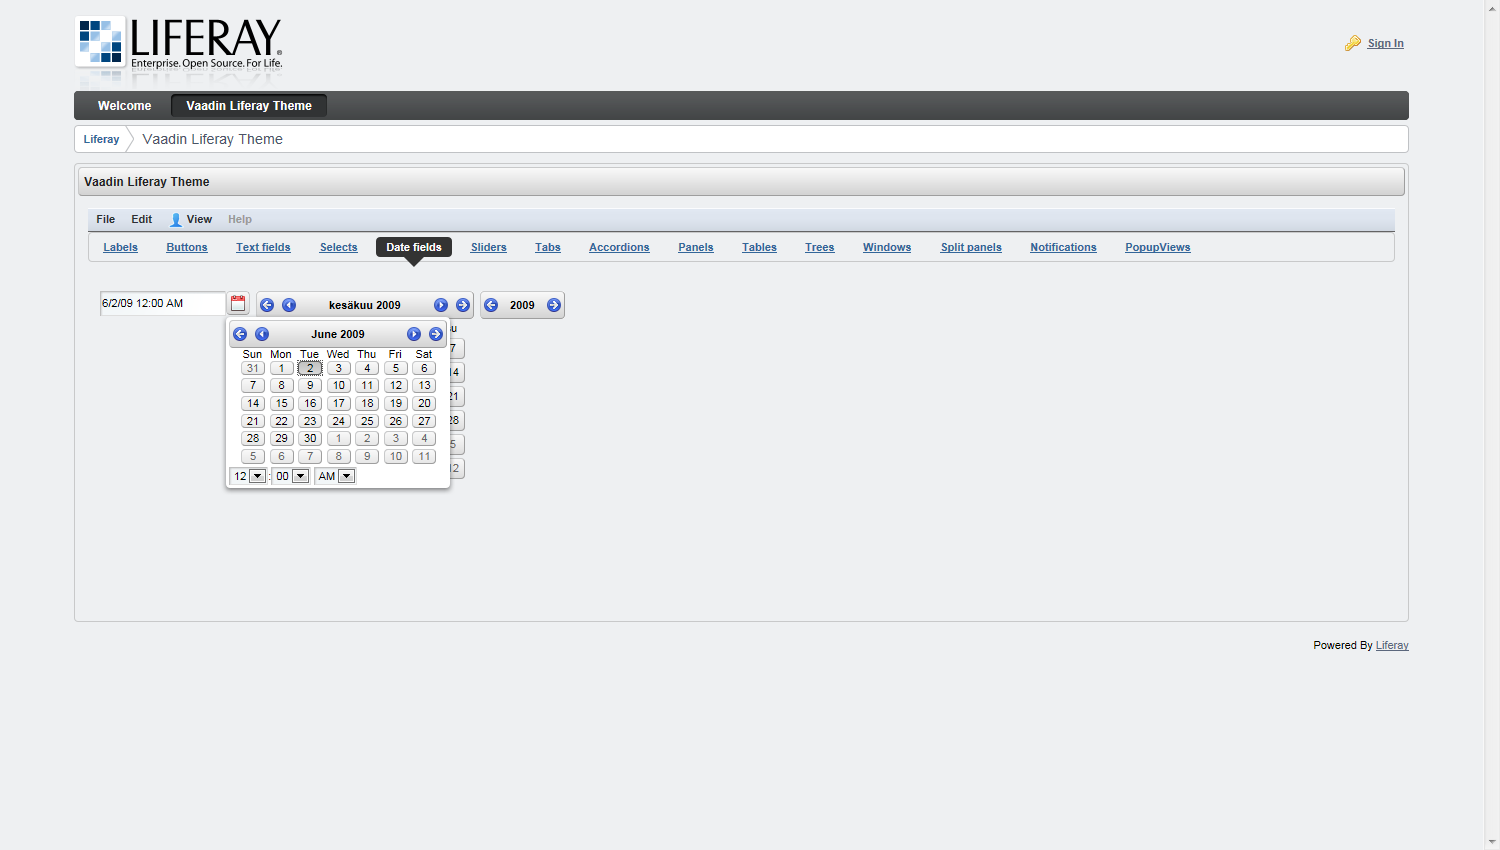 LIFERAY
Enterprise. Open Source. For Life.
Sign In
Welcome Vaadin Liferay Theme
Liferay Vaadin Liferay Theme
Vaadin Liferay Theme
File Edit View Help
Labels Buttons Text fields Selects Date fields Sliders Tabs Accordions Panels Tables Trees Windows Split panels Notifications PopupViews
6/2/09 12:00 AM kesäkuu 2009 2009
June 2009
Sun Mon Tue Wed Thu Fri Sat
31 1 2 3 4 5 6
7 8 9 10 11 12 13
14 15 16 17 18 19 20
21 22 23 24 25 26 27
28 29 30 1 2 3 4
5 6 7 8 9 10 11
12 : 00 AM
7
14
21
28
5
12
Powered By Liferay